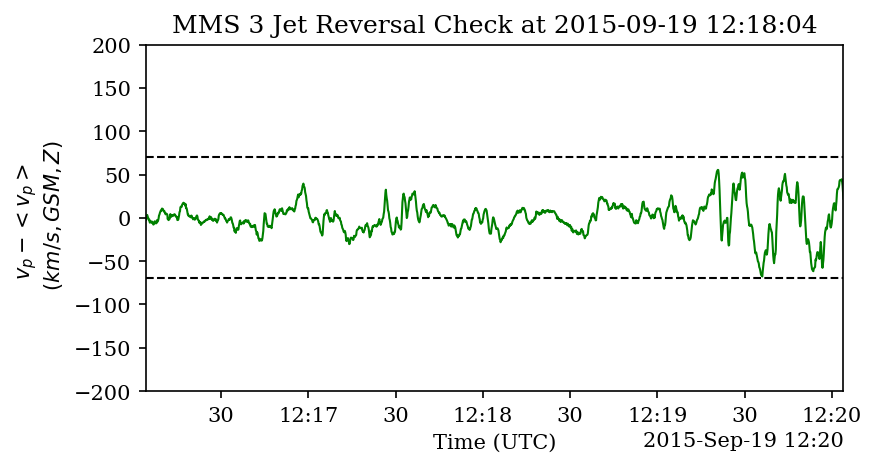 MMS 3 Jet Reversal Check at 2015-09-19 12:18:04
v_p − < v_p >
(km/s, GSM, Z)
200
150
100
50
0
−50
−100
−150
−200
30 12:17 30 12:18 30 12:19 30 12:20
Time (UTC) 2015-Sep-19 12:20